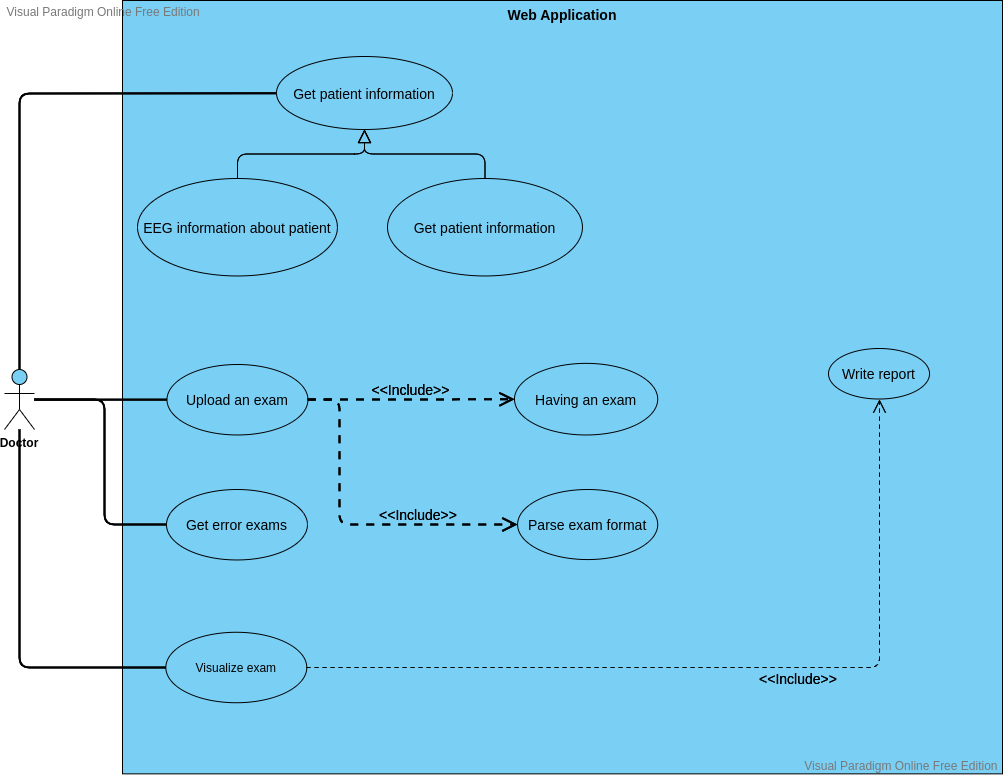 Visual Paradigm Online Free Edition
Web Application
Get patient information
EEG information about patient
Get patient information
Doctor
Upload an exam
<<Include>>
Having an exam
Write report
Get error exams
<<Include>>
Parse exam format
Visualize exam
<<Include>>
Visual Paradigm Online Free Edition